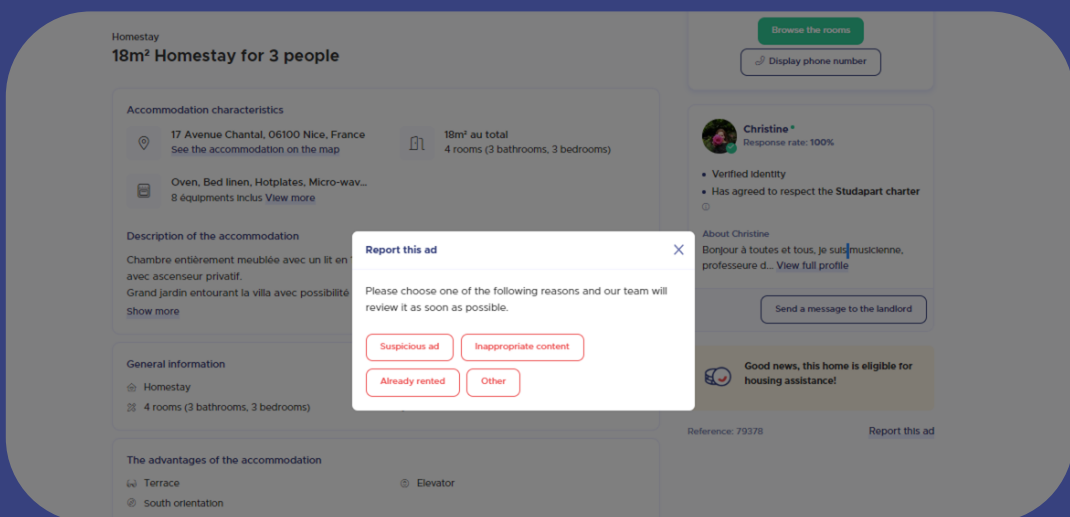 Homestay
18m² Homestay for 3 people
Accommodation characteristics
17 Avenue Chantal, 06100 Nice, France
See the accommodation on the map
18m² au total
4 rooms (3 bathrooms, 3 bedrooms)
Oven, Bed linen, Hotplates, Micro-wav...
8 équipments inclus View more
Description of the accommodation
Chambre entièrement meublée avec un lit en
avec ascenseur privatif.
Grand jardin entourant la villa avec possibilité
Show more
General information
Homestay
4 rooms (3 bathrooms, 3 bedrooms)
The advantages of the accommodation
Terrace
Elevator
South orientation
Report this ad
Please choose one of the following reasons and our team will
review it as soon as possible.
Suspicious ad
Inappropriate content
Already rented
Other
Browse the rooms
Display phone number
Christine
Response rate: 100%
• Verified identity
• Has agreed to respect the Studapart charter
About Christine
Bonjour à toutes et tous, je suis musicienne,
professeure d... View full profile
Send a message to the landlord
Good news, this home is eligible for
housing assistance!
Reference: 79378
Report this ad